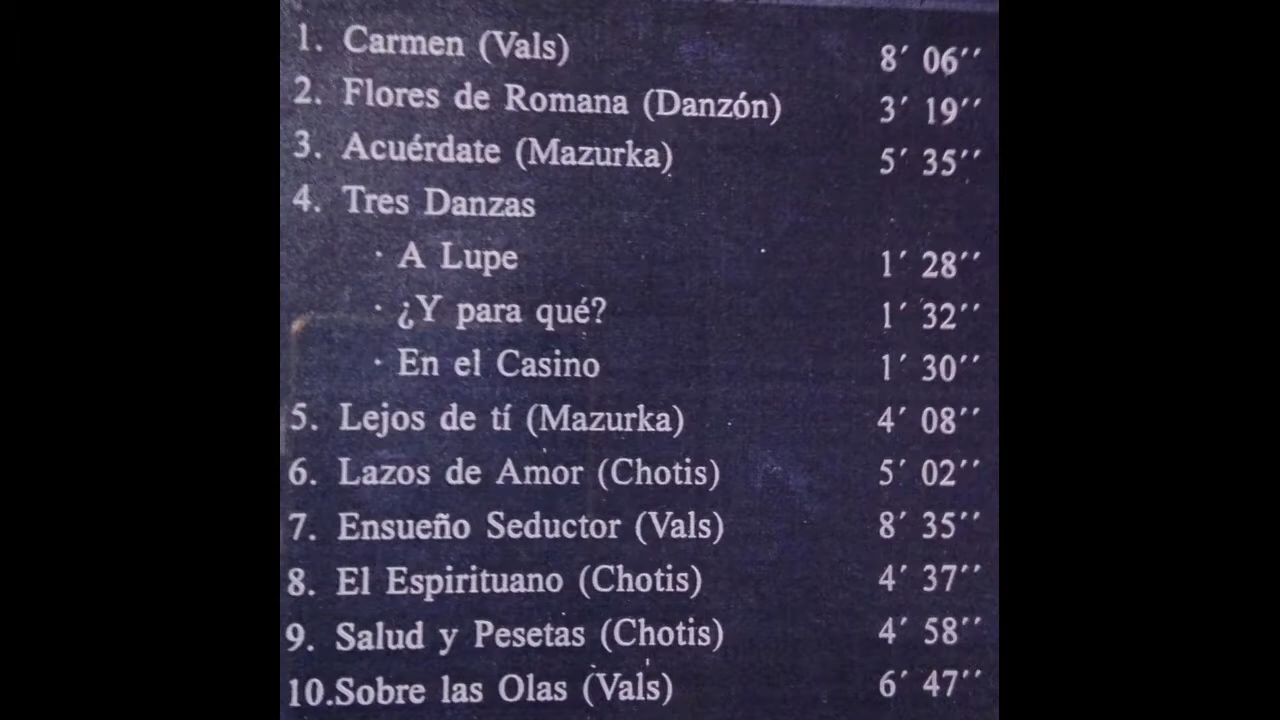 1. Carmen (Vals) 8′ 06′′
2. Flores de Romana (Danzón) 3′ 19′′
3. Acuérdate (Mazurka) 5′ 35′′
4. Tres Danzas
· A Lupe 1′ 28′′
· ¿Y para qué? 1′ 32′′
· En el Casino 1′ 30′′
5. Lejos de tí (Mazurka) 4′ 08′′
6. Lazos de Amor (Chotis) 5′ 02′′
7. Ensueño Seductor (Vals) 8′ 35′′
8. El Espirituano (Chotis) 4′ 37′′
9. Salud y Pesetas (Chotis) 4′ 58′′
10.Sobre las Olas (Vals) 6′ 47′′